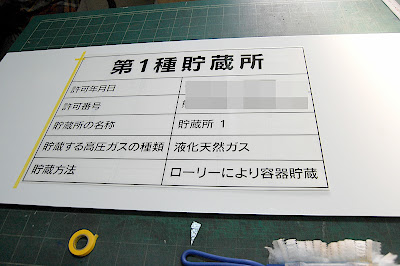 第1種貯蔵所
許可年月日
許可番号
貯蔵所の名称 貯蔵所 1
貯蔵する高圧ガスの種類 液化天然ガス
貯蔵方法 ローリーにより容器貯蔵